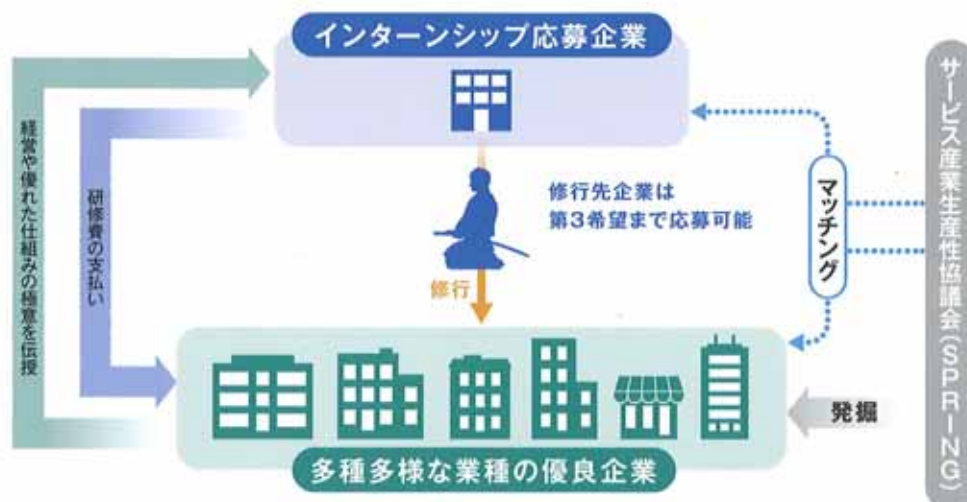 インターンシップ応募企業
経営や優れた仕組みの極意を伝授
研修費の支払い
修行先企業は
第3希望まで応募可能
修行
マッチング
サービス産業生産性協議会(SPRING)
発掘
多種多様な業種の優良企業